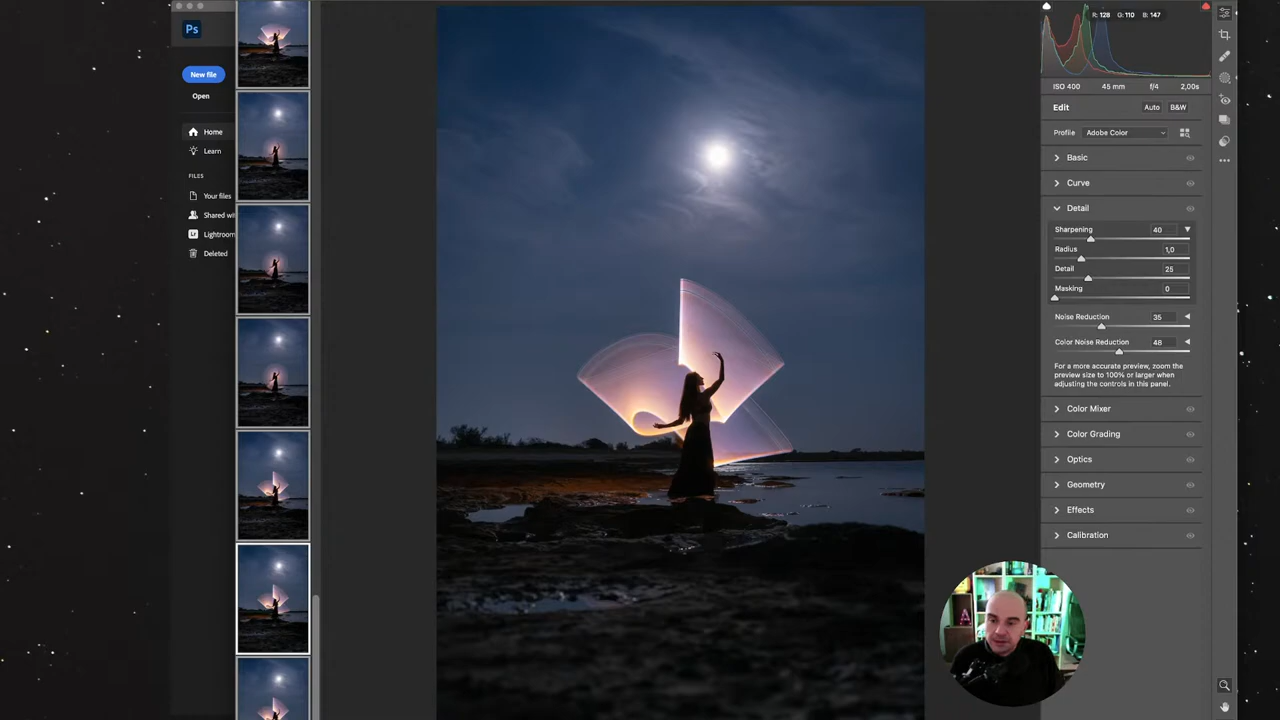 Ps
New file
Open
Home
Learn
FILES
Your files
Shared wi
Lightroom
Deleted
Lr
R: 128 G: 110 B: 147
ISO 400 45 mm f/4 2,00s
Edit Auto B&W
Profile Adobe Color
Basic
Curve
Detail
Sharpening 40
Radius 1,0
Detail 25
Masking 0
Noise Reduction 35
Color Noise Reduction 48
For a more accurate preview, zoom the
preview size to 100% or larger when
adjusting the controls in this panel.
Color Mixer
Color Grading
Optics
Geometry
Effects
Calibration